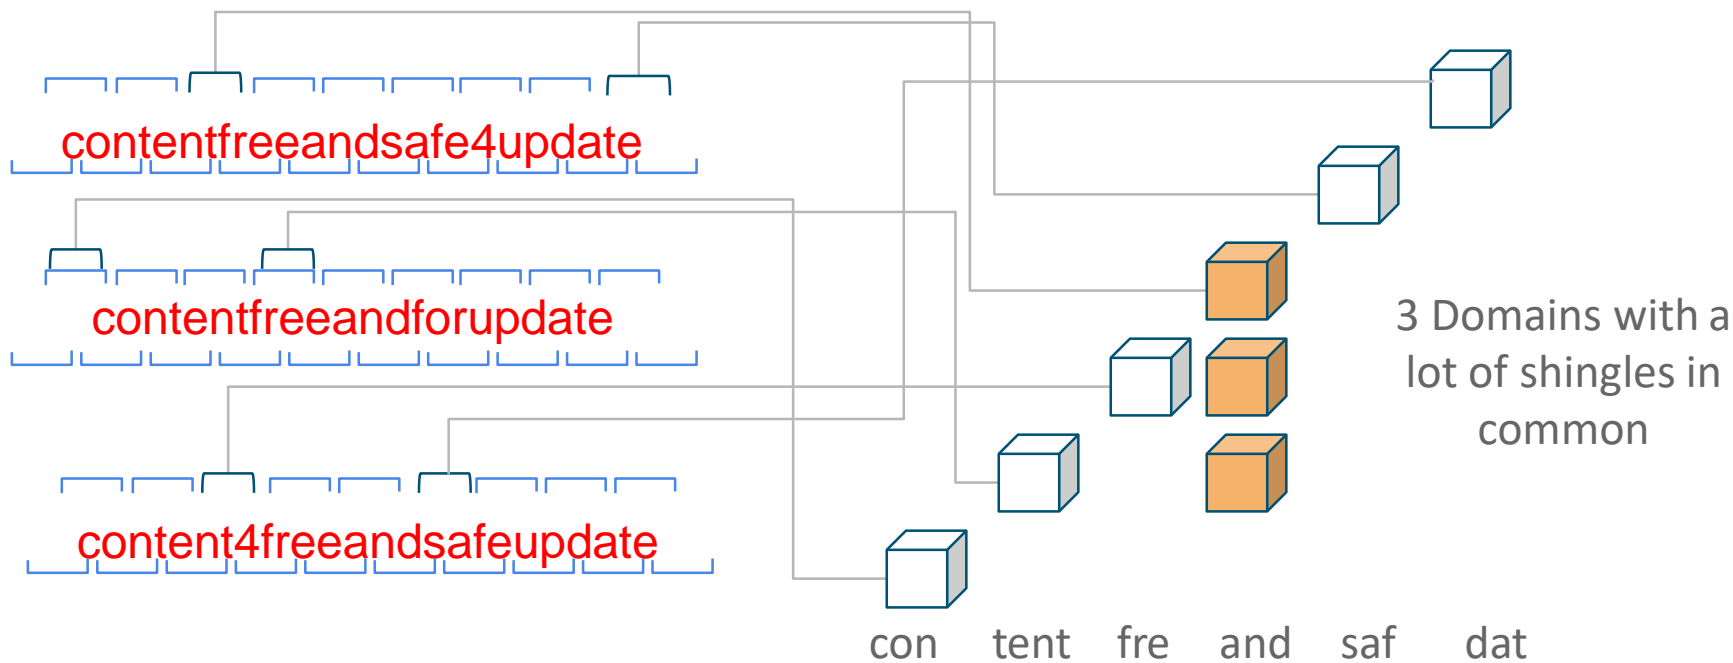 contentfreeandsafe4update
contentfreeandforupdate
content4freeandsafeupdate
3 Domains with a
lot of shingles in
common
con tent fre and saf dat